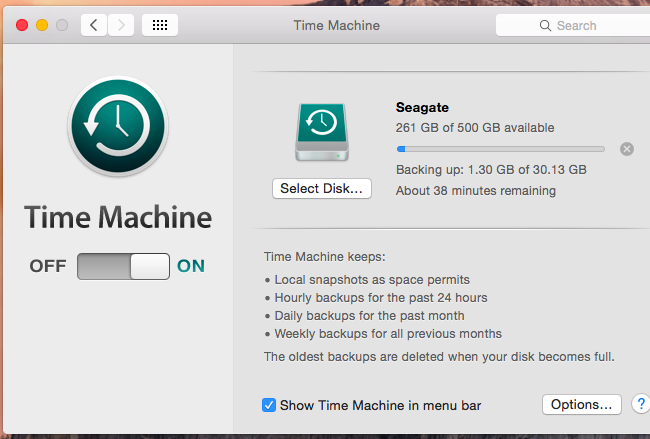 Time Machine
Search
Seagate
261 GB of 500 GB available
Backing up: 1.30 GB of 30.13 GB
About 38 minutes remaining
Select Disk...
Time Machine
OFF
ON
Time Machine keeps:
• Local snapshots as space permits
• Hourly backups for the past 24 hours
• Daily backups for the past month
• Weekly backups for all previous months
The oldest backups are deleted when your disk becomes full.
Show Time Machine in menu bar
Options...
?